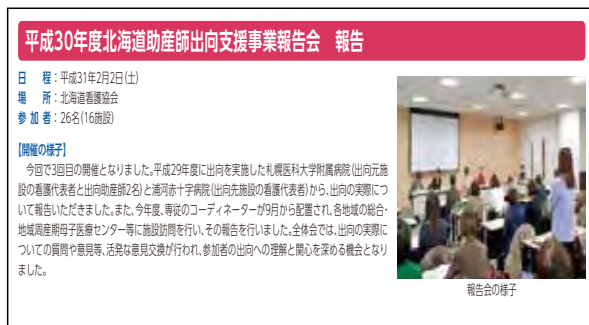 平成30年度北海道助産師出向支援事業報告会　報告
日　程：平成31年2月2日(土)
場　所：北海道看護協会
参加者：26名(16施設)
【開催の様子】
　今回で3回目の開催となりました。平成29年度に出向を実施した札幌医科大学附属病院(出向元施
設の看護代表者と出向助産師2名)と浦河赤十字病院(出向先施設の看護代表者)から、出向の実際につ
いて報告いただきました。また、今年度、専従のコーディネーターが9月から配置され、各地域の総合・
地域周産期母子医療センター等に施設訪問を行い、その報告を行いました。全体会では、出向の実際に
ついての質問や意見等、活発な意見交換が行われ、参加者の出向への理解と関心を深める機会となり
ました。
報告会の様子